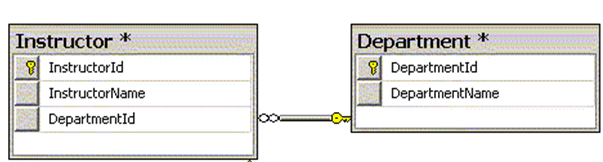 Instructor *
InstructorId
InstructorName
DepartmentId
Department *
DepartmentId
DepartmentName